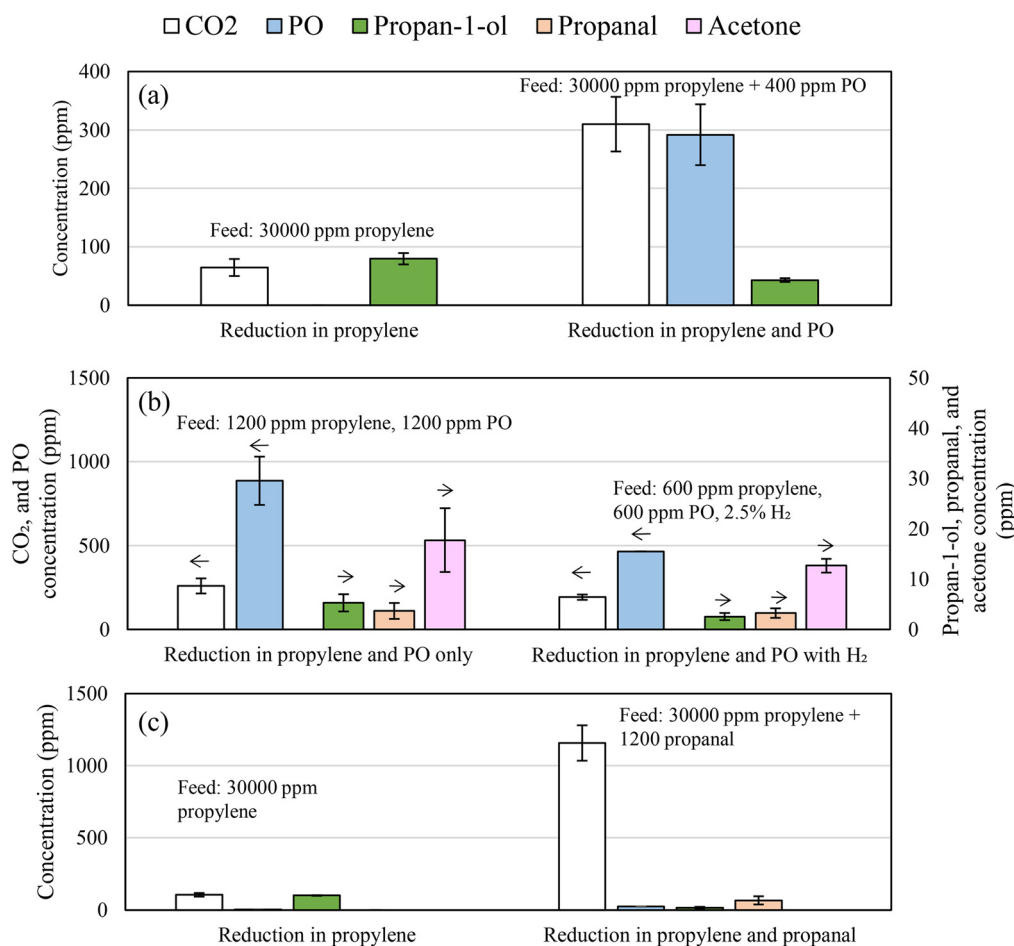 CO2 PO Propan-1-ol Propanal Acetone
(a)
Concentration (ppm)
400
300
200
100
0
Feed: 30000 ppm propylene
Feed: 30000 ppm propylene + 400 ppm PO
Reduction in propylene
Reduction in propylene and PO
(b)
CO₂, and PO
concentration (ppm)
1500
1000
500
0
Feed: 1200 ppm propylene, 1200 ppm PO
Feed: 600 ppm propylene,
600 ppm PO, 2.5% H₂
50
40
30
20
10
0
Propan-1-ol, propanal, and
acetone concentration
(ppm)
Reduction in propylene and PO only
Reduction in propylene and PO with H₂
(c)
Concentration (ppm)
1500
1000
500
0
Feed: 30000 ppm
propylene
Feed: 30000 ppm propylene +
1200 propanal
Reduction in propylene
Reduction in propylene and propanal